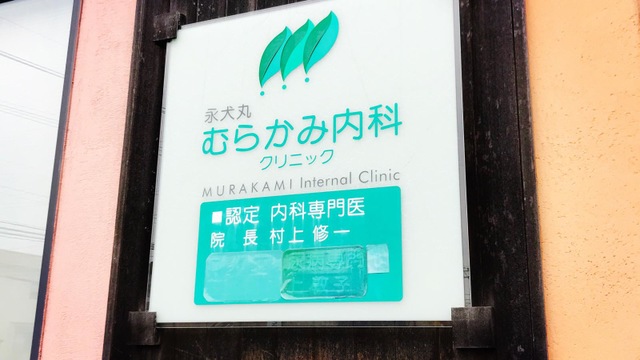 永犬丸
むらかみ内科
クリニック
MURAKAMI Internal Clinic
■認定 内科専門医
院 長 村上 修一